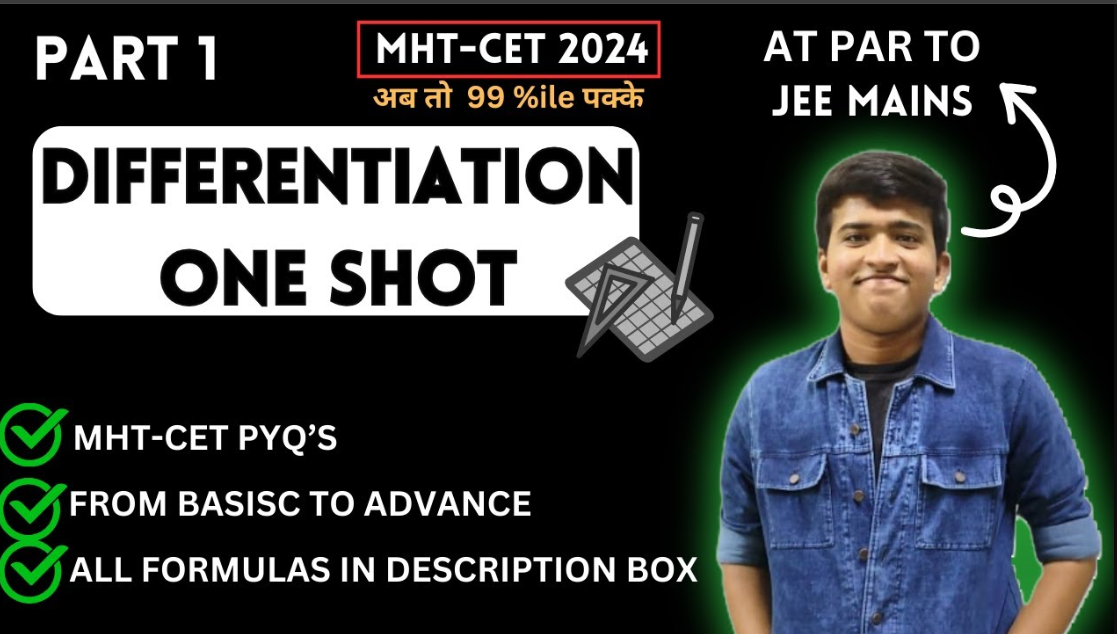 PART 1
MHT-CET 2024
अब तो 99 %ile पक्के
AT PAR TO
JEE MAINS
DIFFERENTIATION
ONE SHOT
MHT-CET PYQ'S
FROM BASISC TO ADVANCE
ALL FORMULAS IN DESCRIPTION BOX